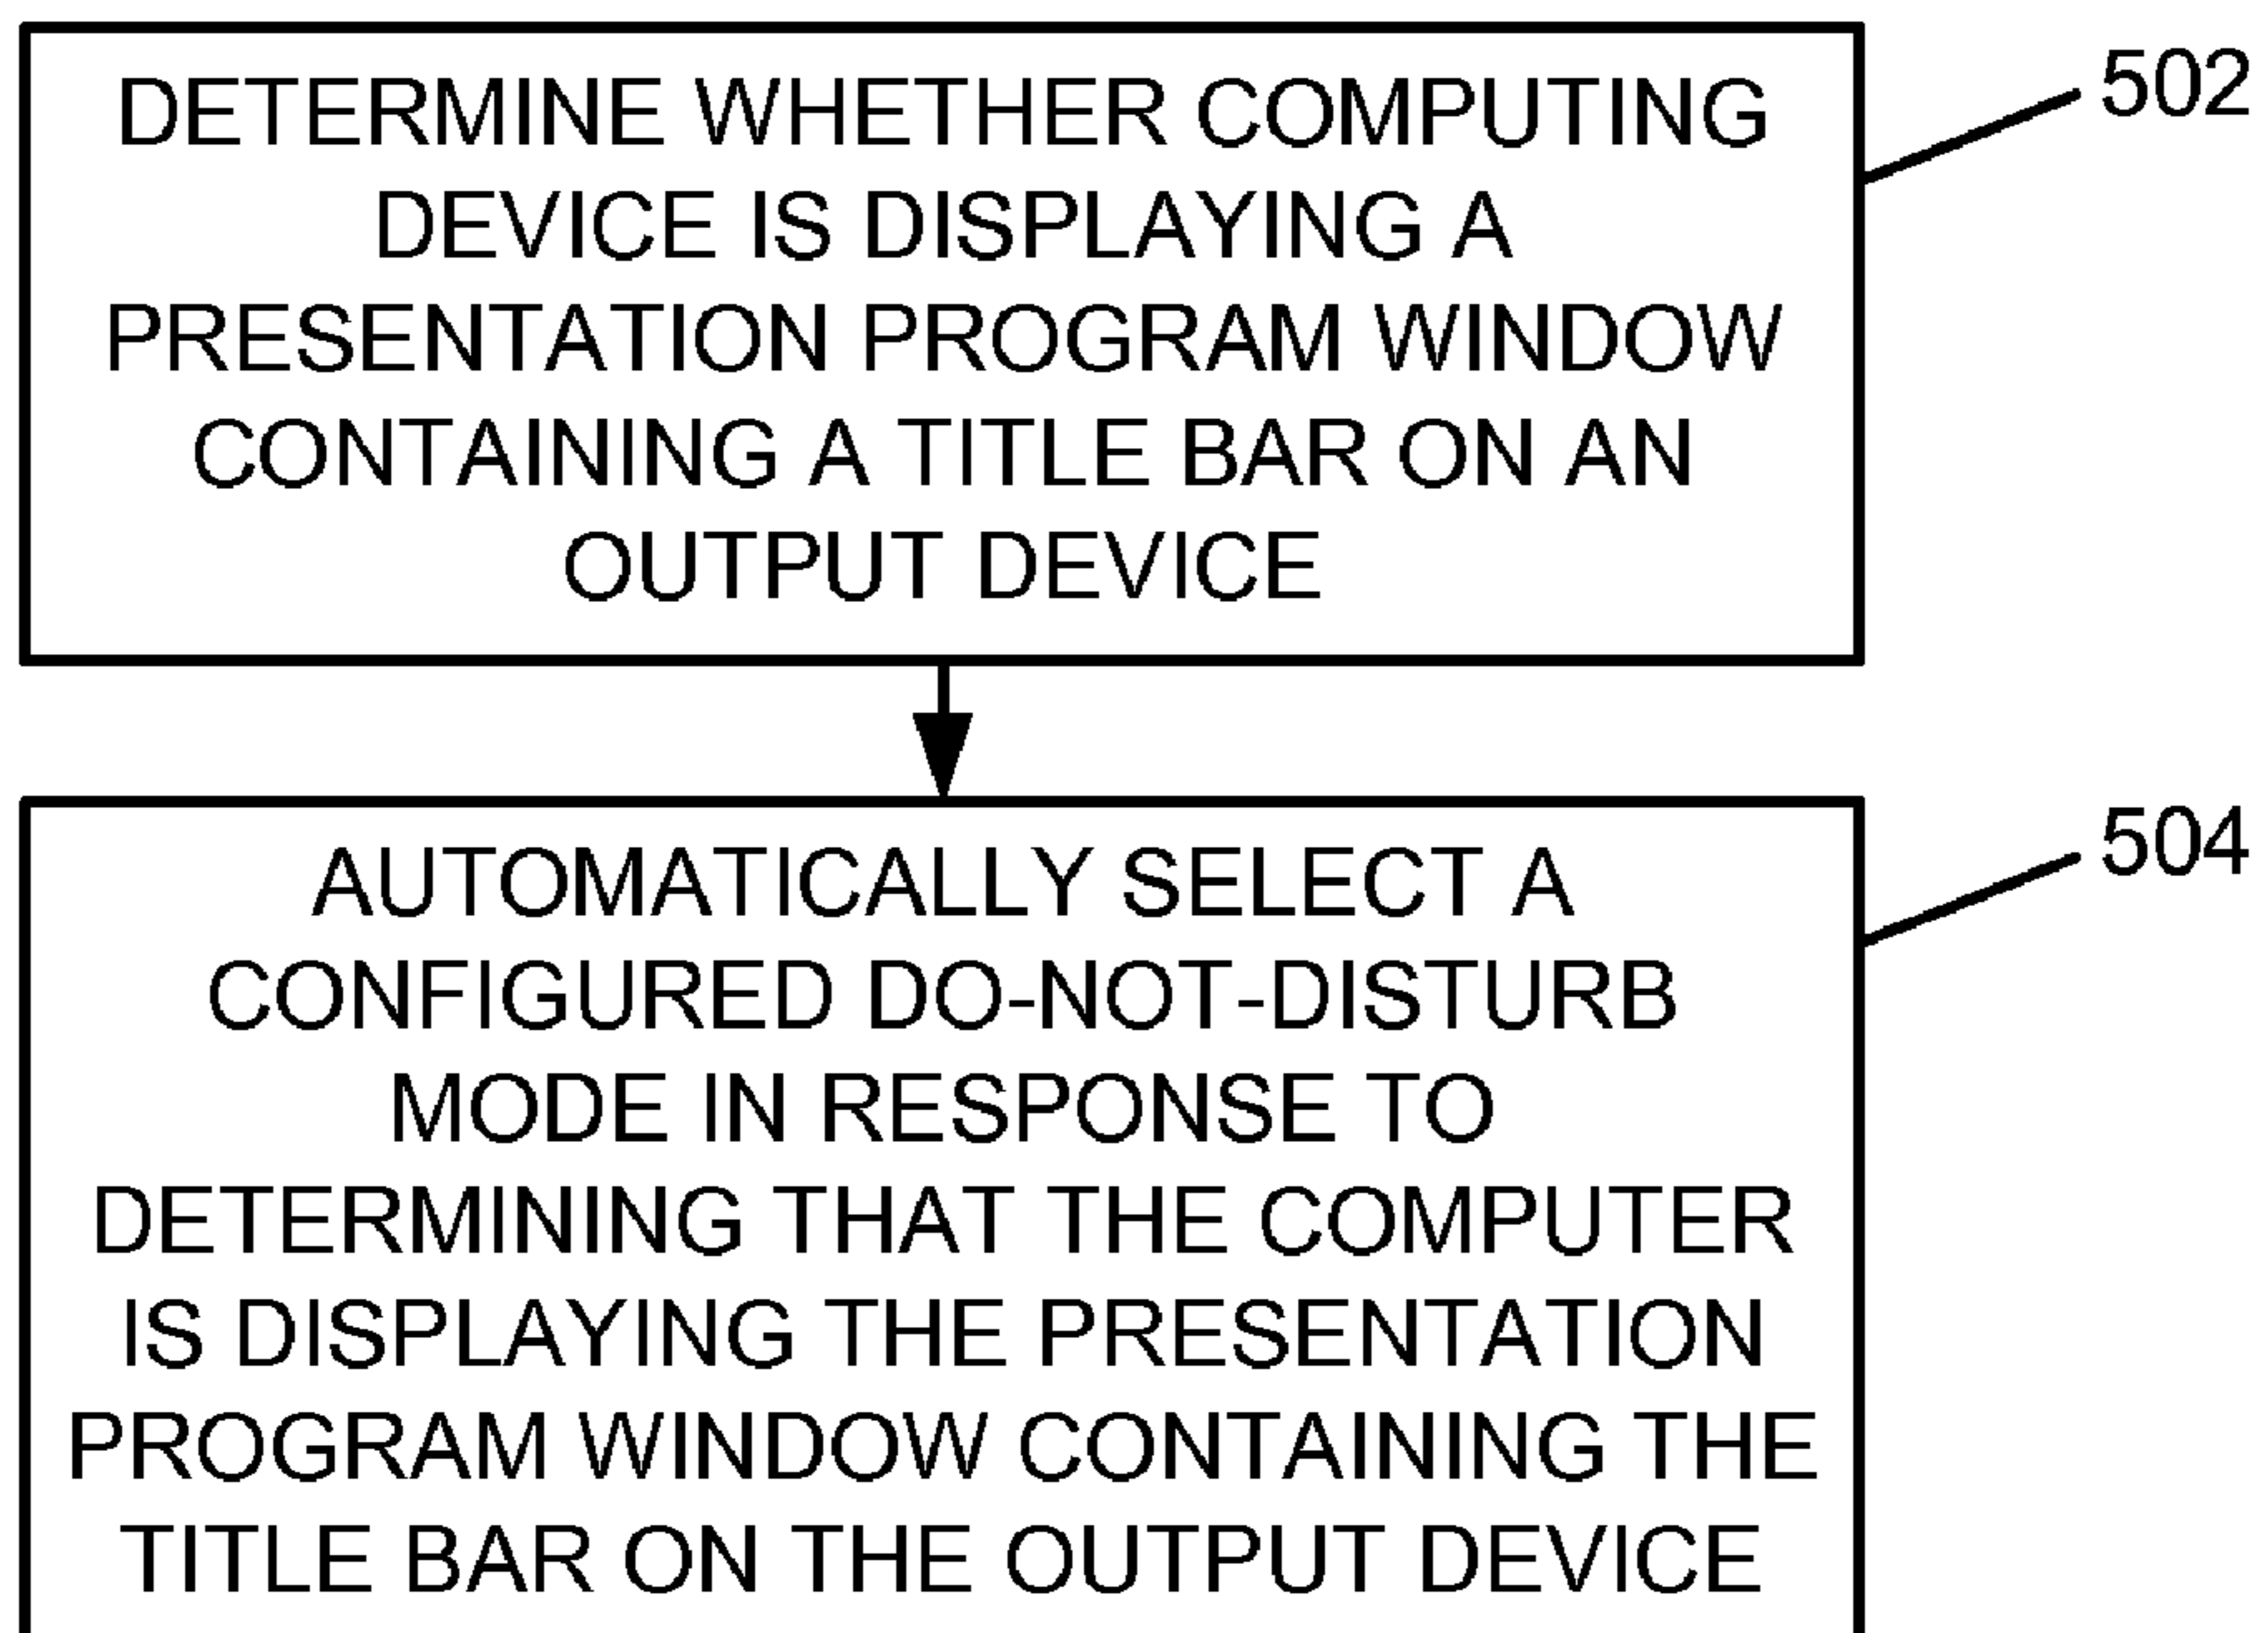 DETERMINE WHETHER COMPUTING
DEVICE IS DISPLAYING A
PRESENTATION PROGRAM WINDOW
CONTAINING A TITLE BAR ON AN
OUTPUT DEVICE
502
AUTOMATICALLY SELECT A
CONFIGURED DO-NOT-DISTURB
MODE IN RESPONSE TO
DETERMINING THAT THE COMPUTER
IS DISPLAYING THE PRESENTATION
PROGRAM WINDOW CONTAINING THE
TITLE BAR ON THE OUTPUT DEVICE
504